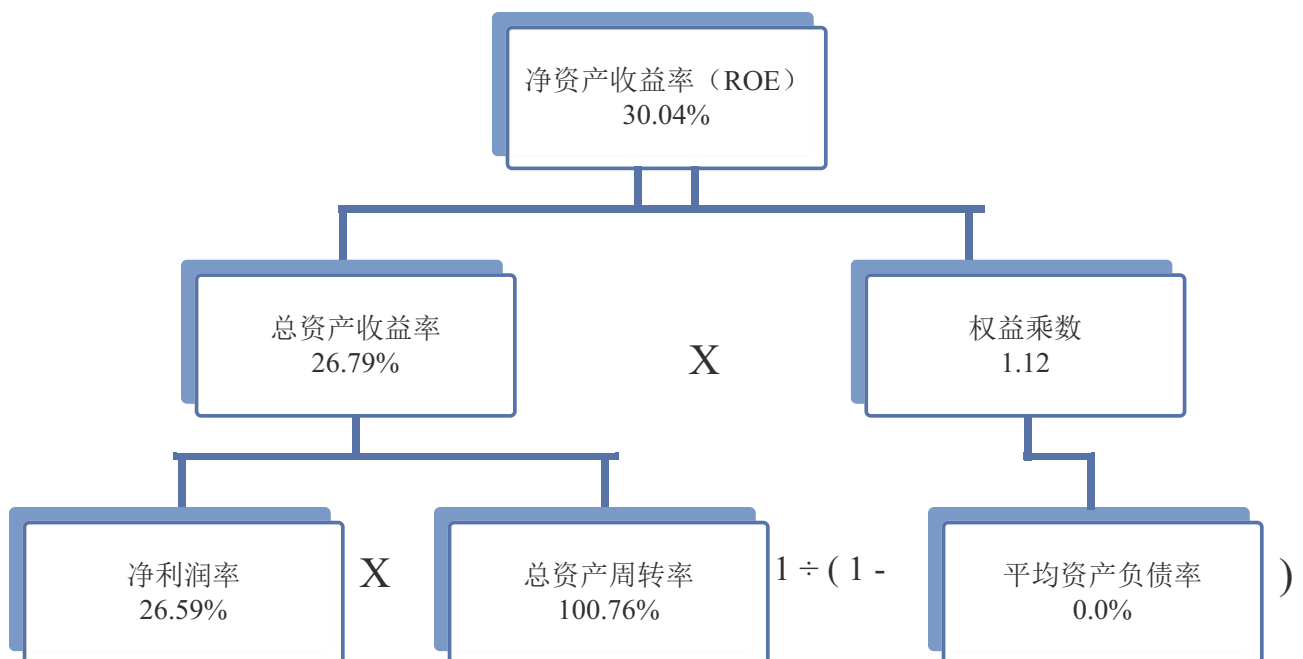 净资产收益率（ROE）
30.04%
总资产收益率
26.79%
X
权益乘数
1.12
净利润率
26.59%
X
总资产周转率
100.76%
1 ÷ ( 1 -
平均资产负债率
0.0%
)